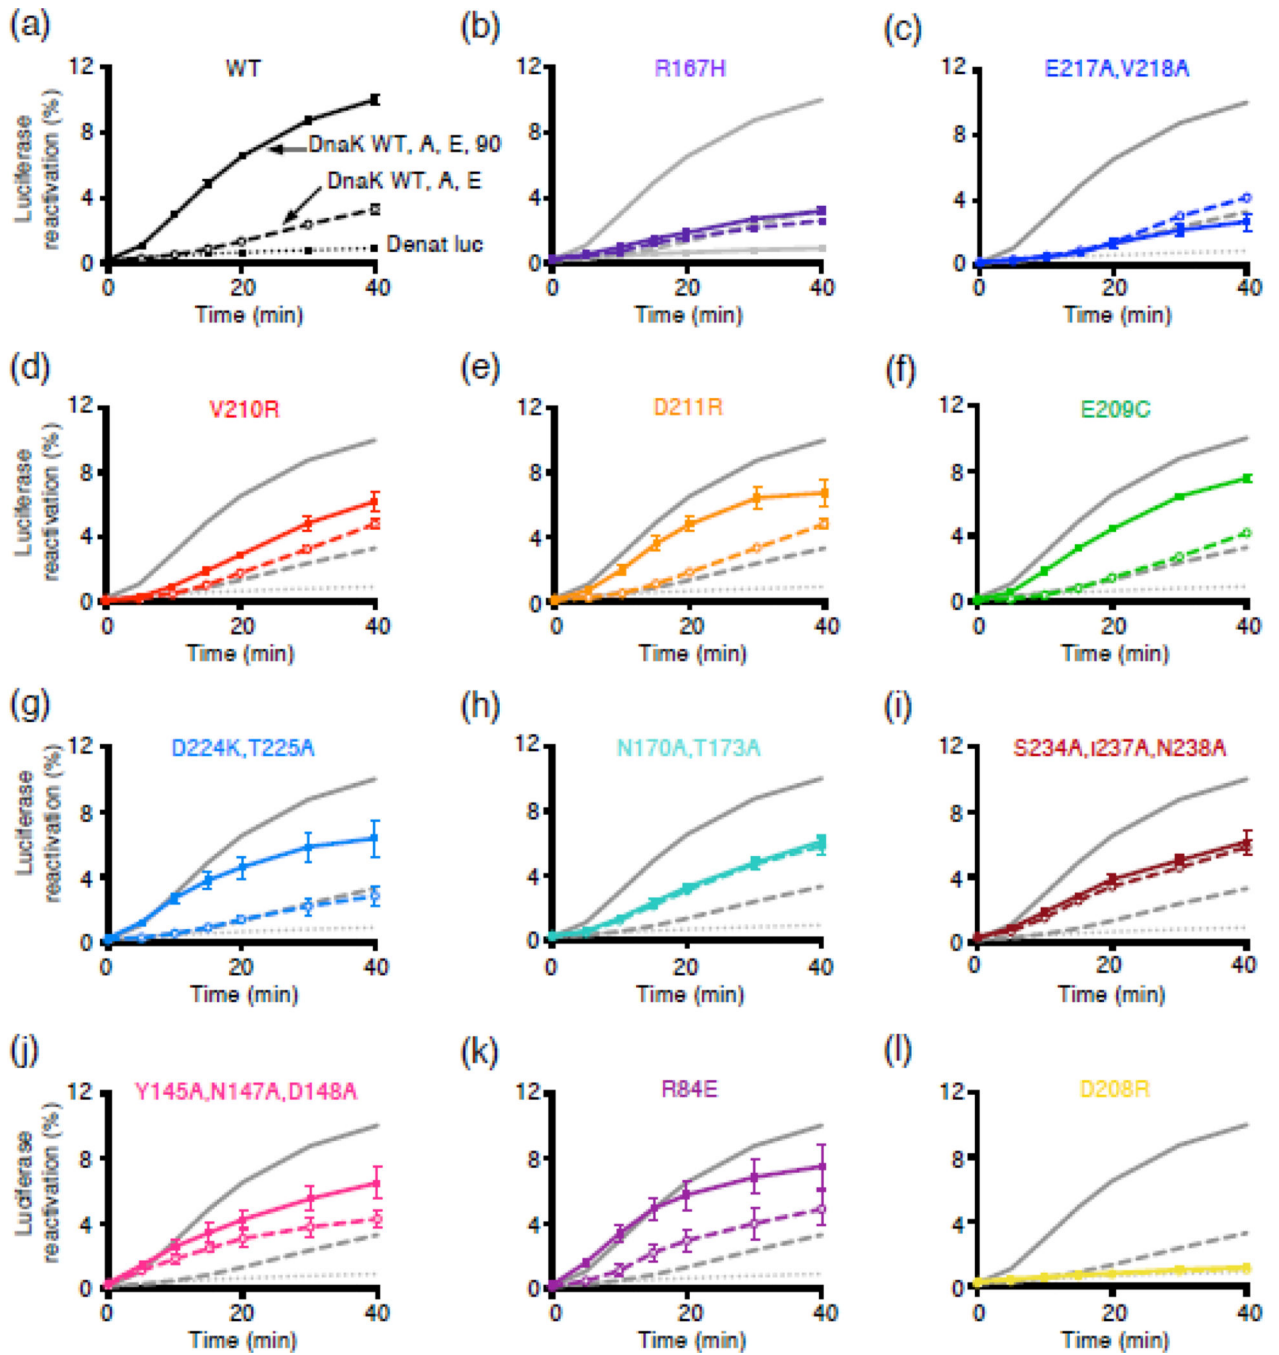 (a)
WT
Luciferase
reactivation (%)
12
8
4
0
DnaK WT, A, E, 90
DnaK WT, A, E
Denat luc
0 20 40
Time (min)
(b)
R167H
12
8
4
0
0 20 40
Time (min)
(c)
E217A,V218A
12
8
4
0
0 20 40
Time (min)
(d)
V210R
Luciferase
reactivation (%)
12
8
4
0
0 20 40
Time (min)
(e)
D211R
12
8
4
0
0 20 40
Time (min)
(f)
E209C
12
8
4
0
0 20 40
Time (min)
(g)
D224K,T225A
Luciferase
reactivation (%)
12
8
4
0
0 20 40
Time (min)
(h)
N170A,T173A
12
8
4
0
0 20 40
Time (min)
(i)
S234A,I237A,N238A
12
8
4
0
0 20 40
Time (min)
(j)
Y145A,N147A,D148A
Luciferase
reactivation (%)
12
8
4
0
0 20 40
Time (min)
(k)
R84E
12
8
4
0
0 20 40
Time (min)
(l)
D208R
12
8
4
0
0 20 40
Time (min)